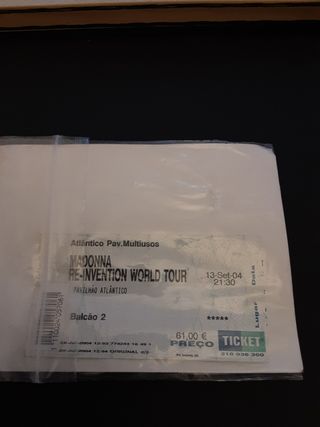 Atlântico Pav.Multiusos
MADONNA
RE-INVENTION WORLD TOUR
13-Set-04
21:30
PAVILHÃO ATLÂNTICO
Lugar Data
Balcão 2
*****
61,00 €
PREÇO
TICKET